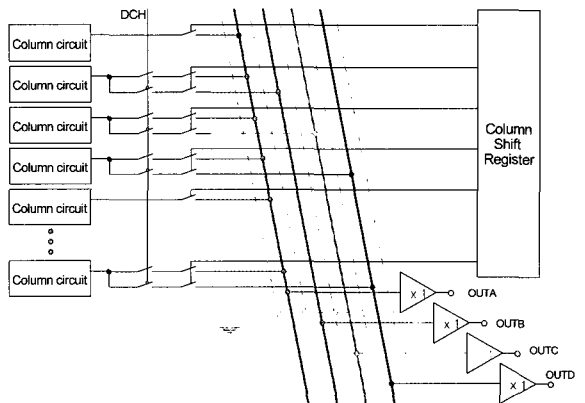 DCH
Column circuit
Column circuit
Column circuit
Column circuit
Column circuit
Column circuit
Column
Shift
Register
x 1
OUTA
x 1
OUTB
OUTC
x 1
OUTD